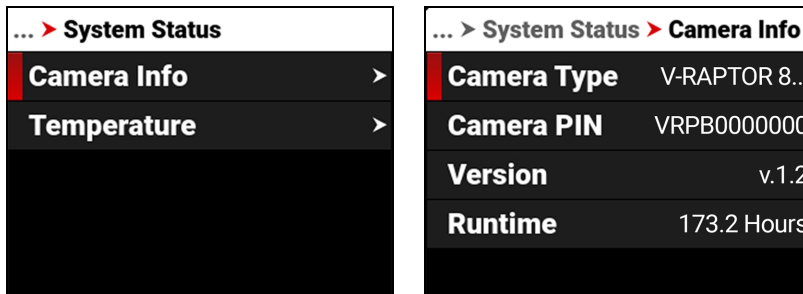 ... > System Status
Camera Info >
Temperature >
... > System Status > Camera Info
Camera Type V-RAPTOR 8..
Camera PIN VRPB0000000
Version v.1.2
Runtime 173.2 Hours